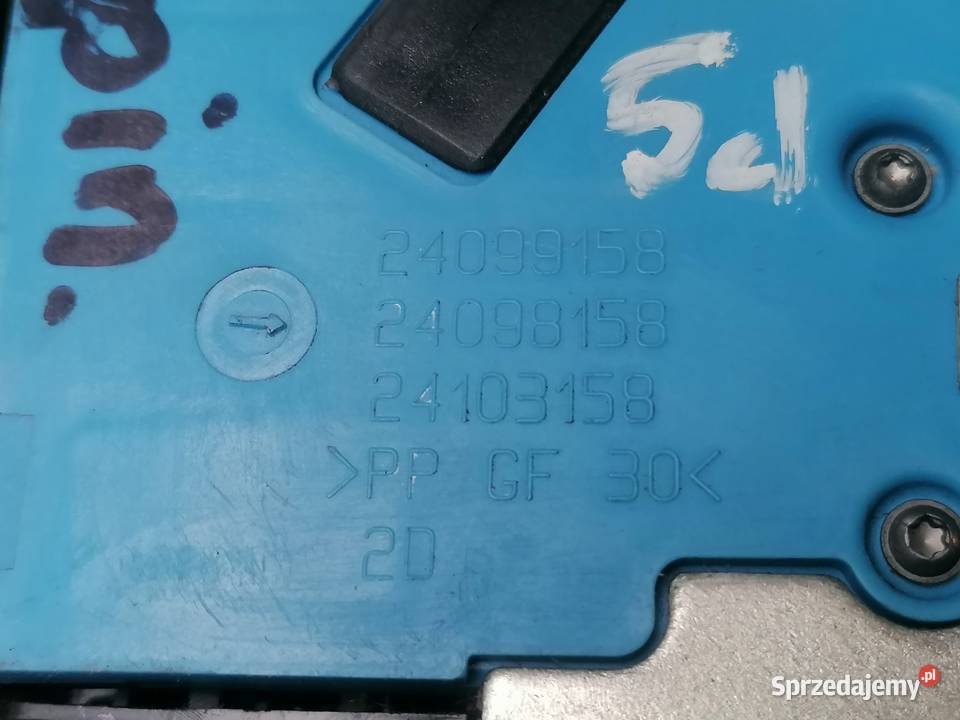 5d
24099158
24098158
24103158
>PP GF 30<
2D
Sprzedajemy.pl